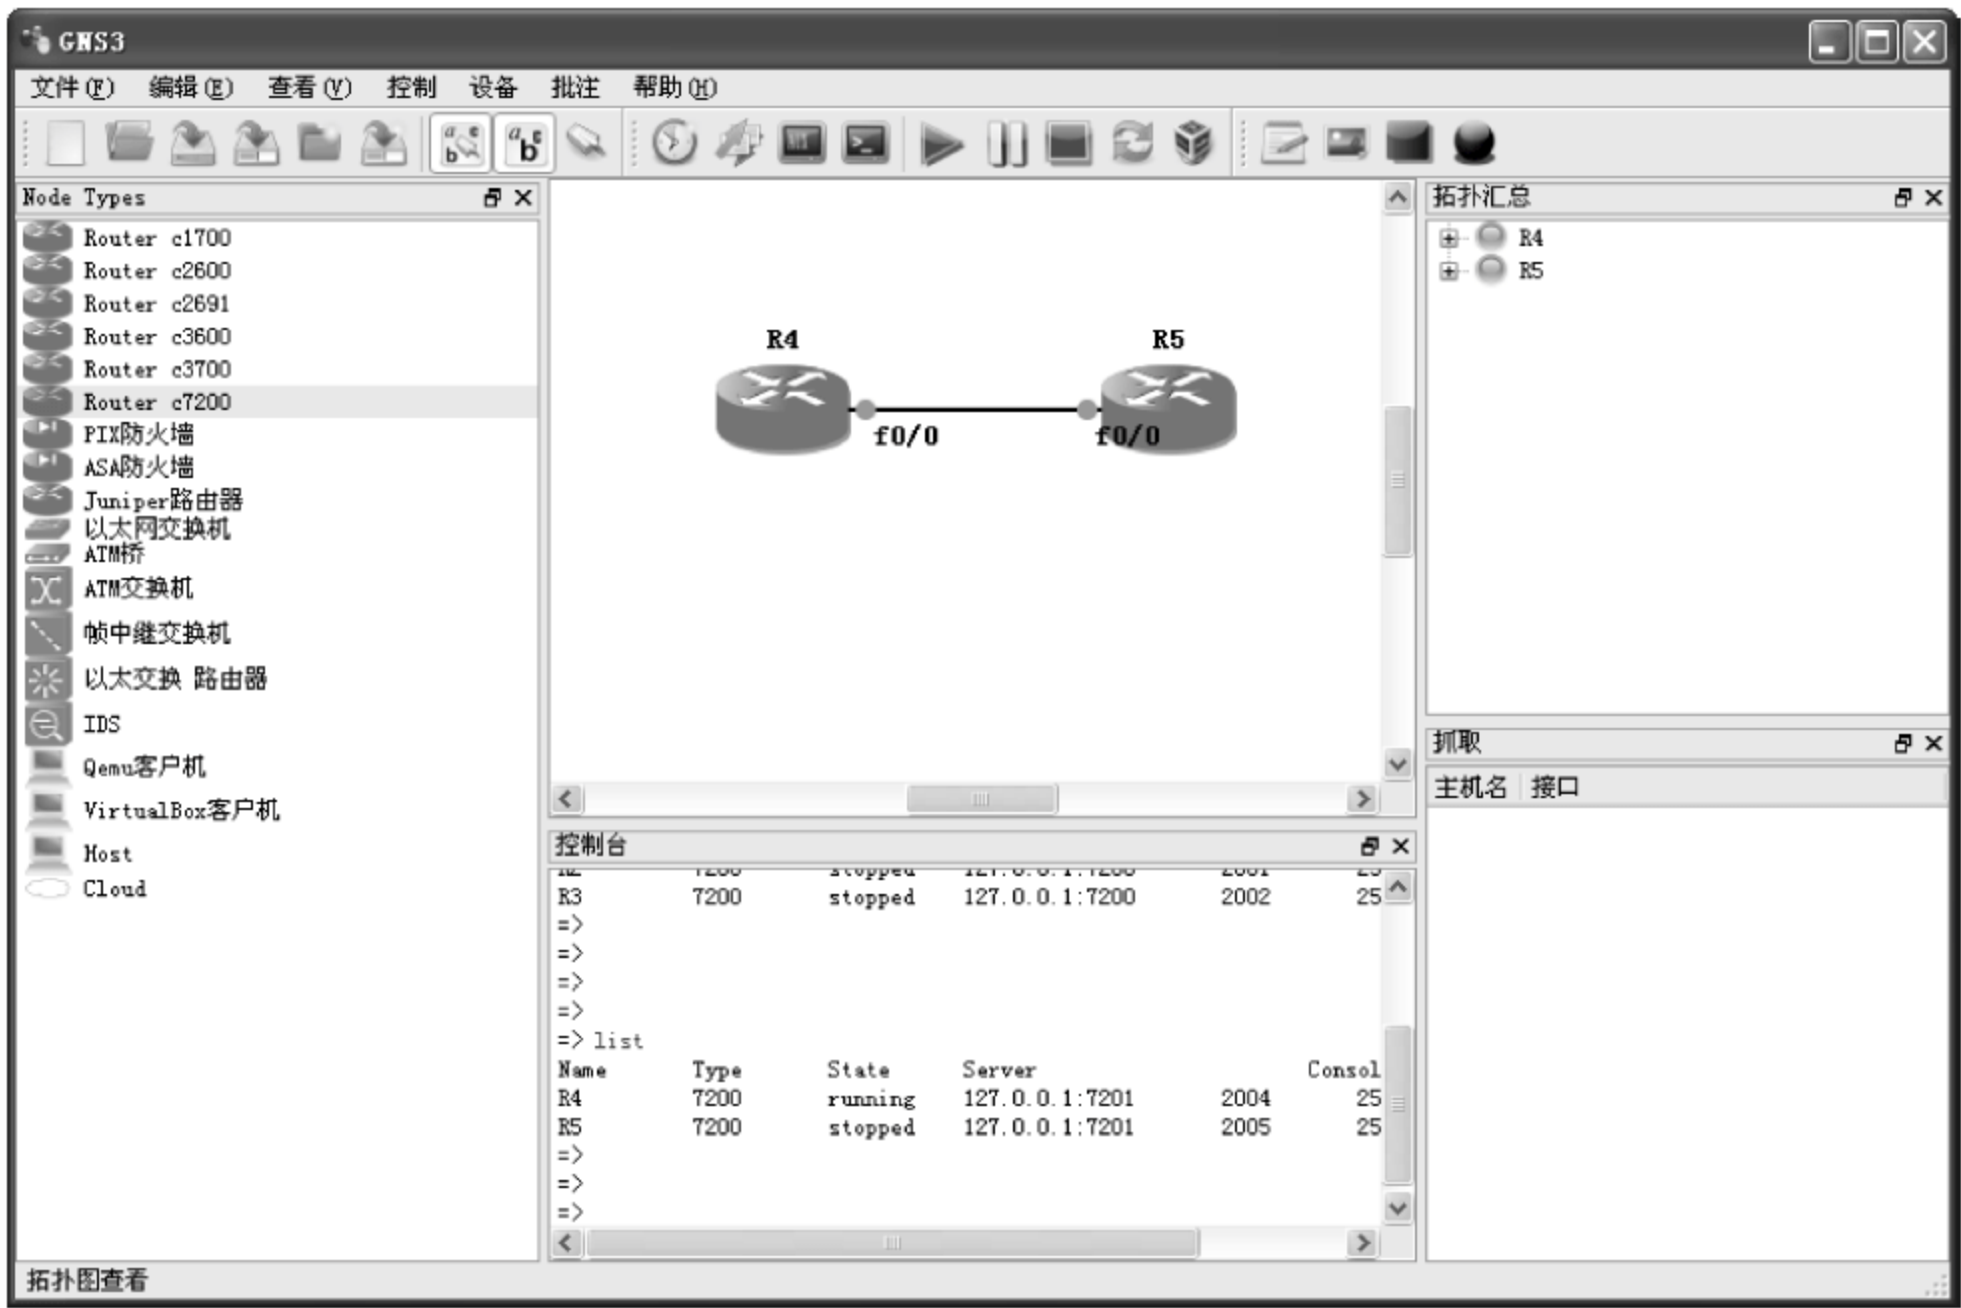 GNS3
文件(F) 编辑(E) 查看(V) 控制 设备 批注 帮助(H)
Node Types
Router c1700
Router c2600
Router c2691
Router c3600
Router c3700
Router c7200
PIX防火墙
ASA防火墙
Juniper路由器
以太网交换机
ATM桥
ATM交换机
帧中继交换机
以太交换 路由器
IDS
Qemu客户机
VirtualBox客户机
Host
Cloud
R4 R5
f0/0 f0/0
控制台
R3 7200 stopped 127.0.0.1:7200 2002 25
=>
=>
=>
=>
=> list
Name Type State Server Consol
R4 7200 running 127.0.0.1:7201 2004 25
R5 7200 stopped 127.0.0.1:7201 2005 25
=>
=>
=>
拓扑汇总
R4
R5
抓取
主机名 接口
拓扑图查看